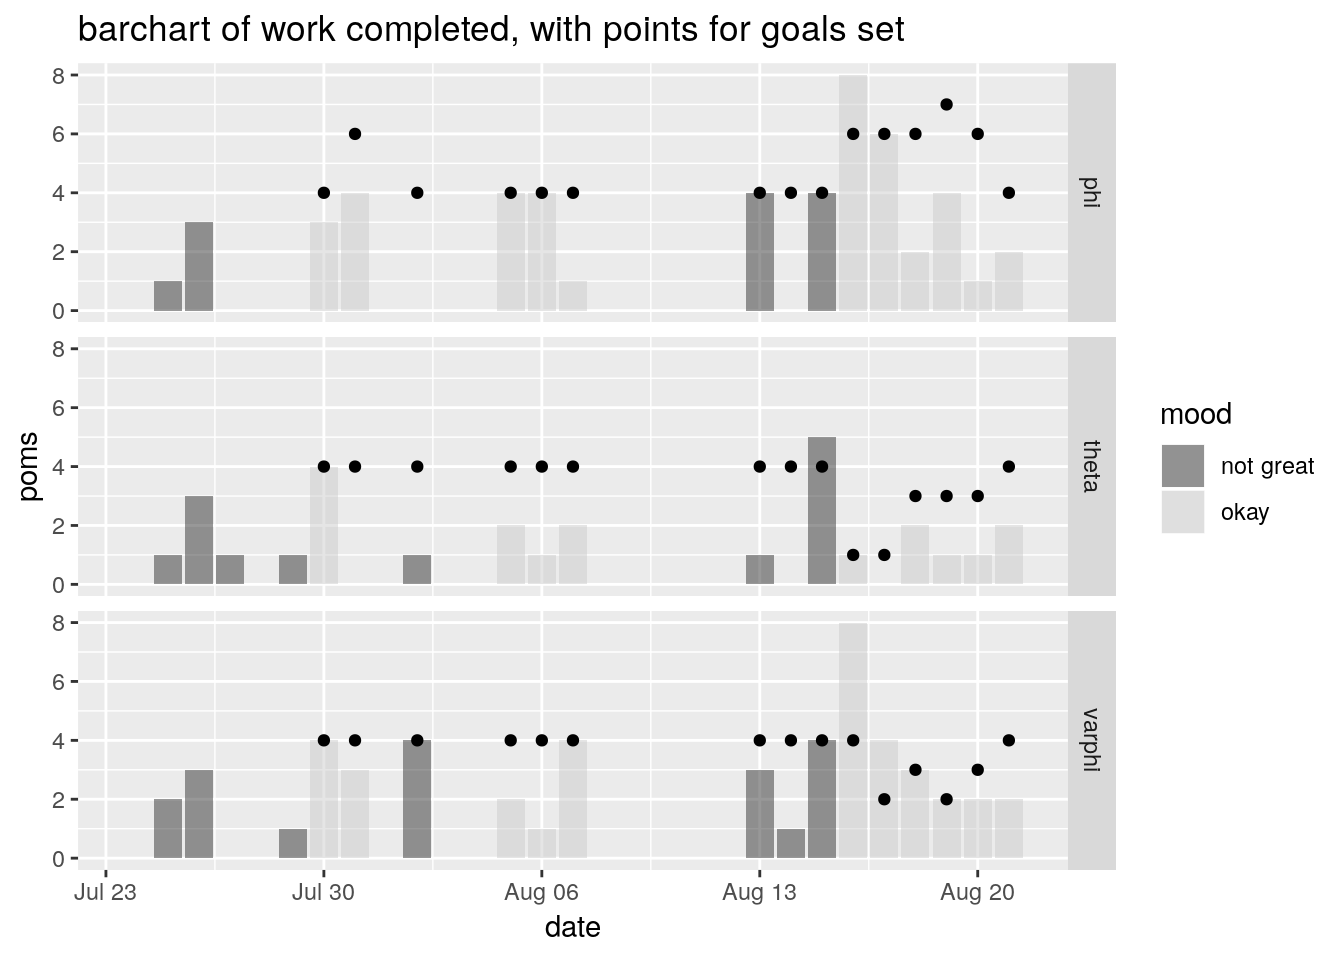 barchart of work completed, with points for goals set
8
6
4
2
0
phi
8
6
4
2
0
theta
8
6
4
2
0
varphi
poms
Jul 23
Jul 30
Aug 06
Aug 13
Aug 20
date
mood
not great
okay